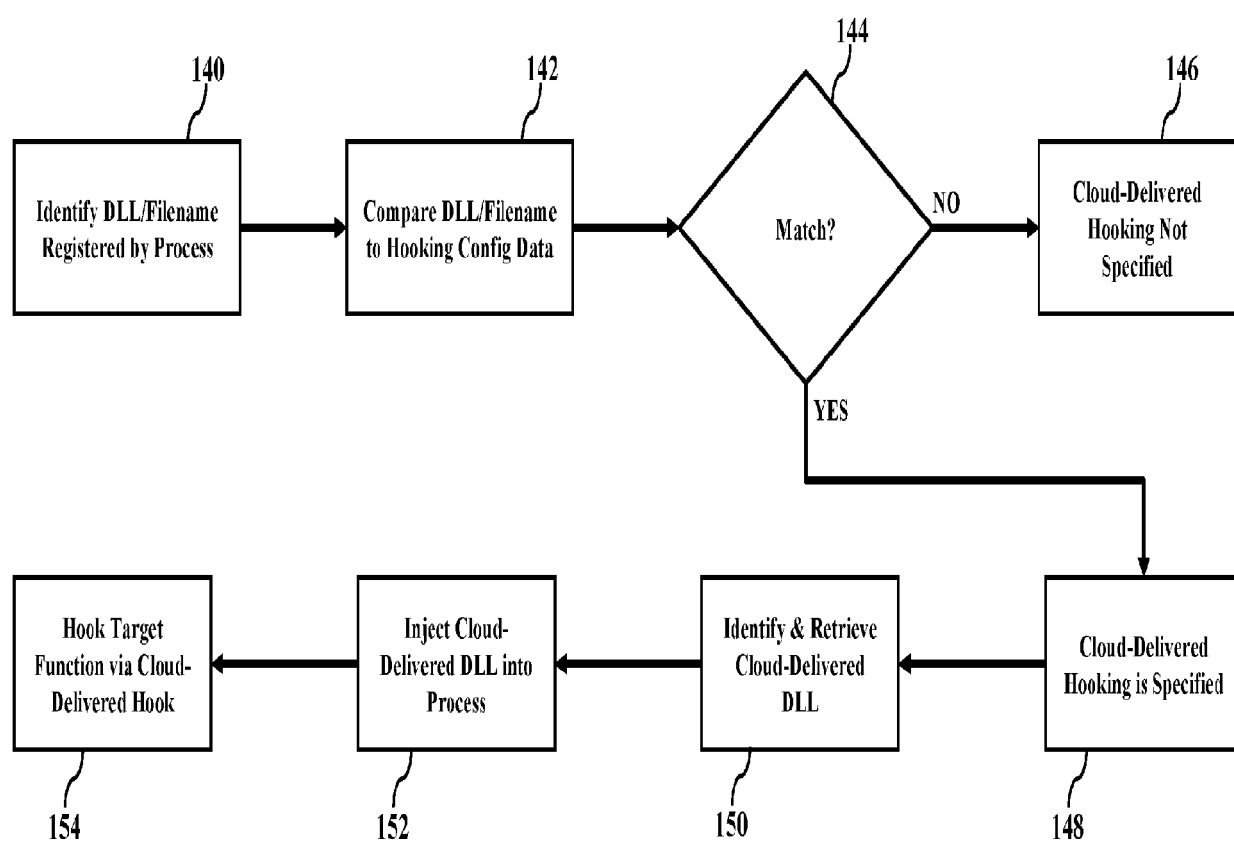 140
142
144
146
Identify DLL/Filename
Registered by Process
Compare DLL/Filename
to Hooking Config Data
Match?
NO
Cloud-Delivered
Hooking Not
Specified
YES
Hook Target
Function via Cloud-
Delivered Hook
Inject Cloud-
Delivered DLL into
Process
Identify & Retrieve
Cloud-Delivered
DLL
Cloud-Delivered
Hooking is Specified
154
152
150
148